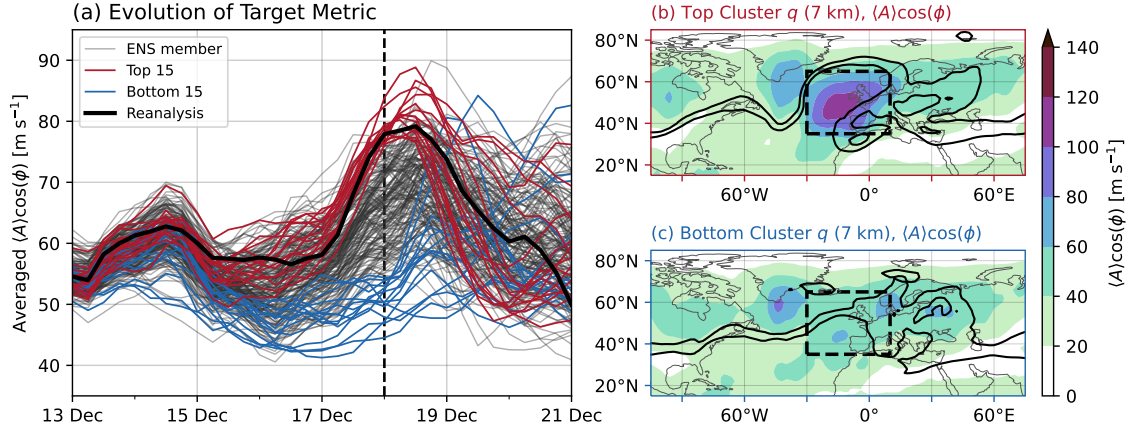 (a) Evolution of Target Metric
Averaged ⟨A⟩cos(ϕ) [m s⁻¹]
90
80
70
60
50
40
ENS member
Top 15
Bottom 15
Reanalysis
13 Dec
15 Dec
17 Dec
19 Dec
21 Dec
(b) Top Cluster q (7 km), ⟨A⟩cos(ϕ)
80°N
60°N
40°N
20°N
60°W
0°
60°E
(c) Bottom Cluster q (7 km), ⟨A⟩cos(ϕ)
80°N
60°N
40°N
20°N
60°W
0°
60°E
140
120
100
80
60
40
20
0
⟨A⟩cos(ϕ) [m s⁻¹]